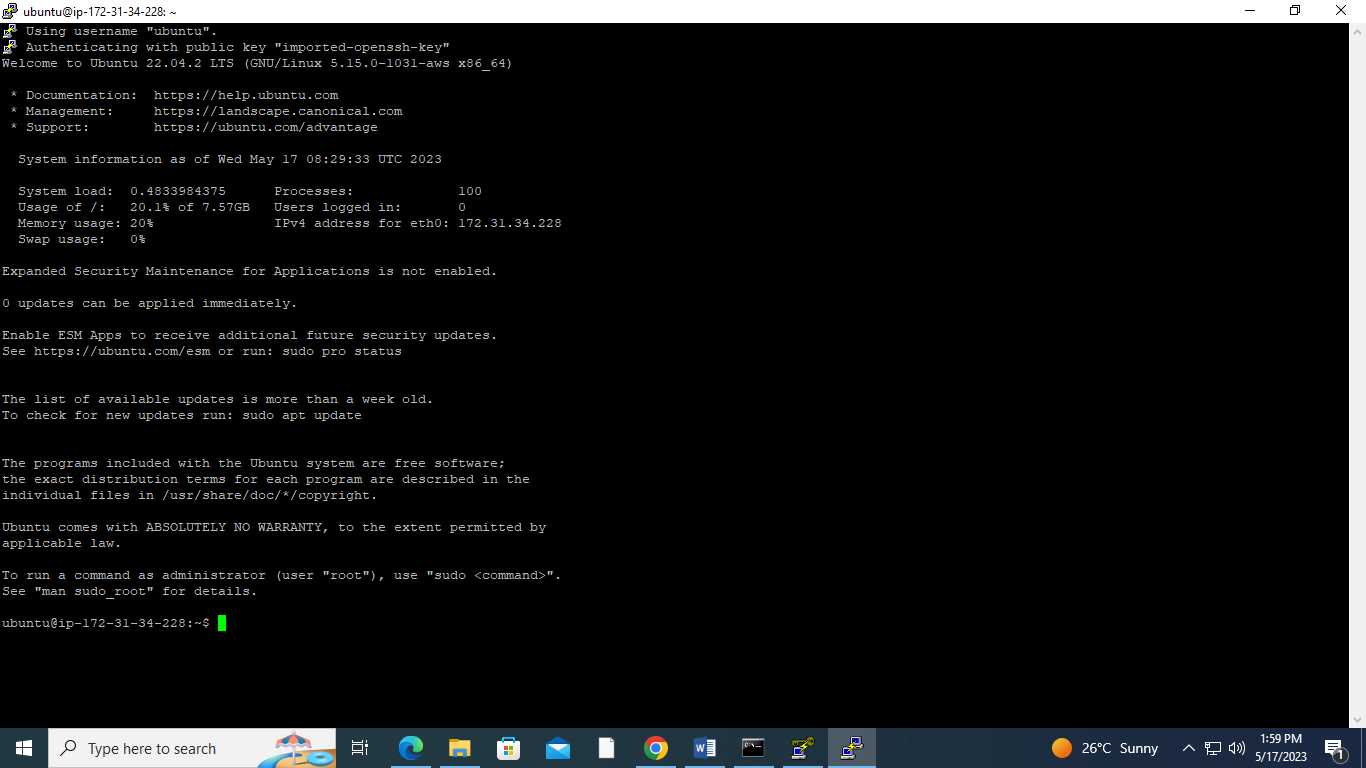 ubuntu@ip-172-31-34-228: ~
Using username "ubuntu".
Authenticating with public key "imported-openssh-key"
Welcome to Ubuntu 22.04.2 LTS (GNU/Linux 5.15.0-1031-aws x86_64)
* Documentation:  https://help.ubuntu.com
* Management:     https://landscape.canonical.com
* Support:        https://ubuntu.com/advantage
System information as of Wed May 17 08:29:33 UTC 2023
System load:  0.4833984375      Processes:             100
Usage of /:   20.1% of 7.57GB   Users logged in:       0
Memory usage: 20%               IPv4 address for eth0: 172.31.34.228
Swap usage:   0%
Expanded Security Maintenance for Applications is not enabled.
0 updates can be applied immediately.
Enable ESM Apps to receive additional future security updates.
See https://ubuntu.com/esm or run: sudo pro status
The list of available updates is more than a week old.
To check for new updates run: sudo apt update
The programs included with the Ubuntu system are free software;
the exact distribution terms for each program are described in the
individual files in /usr/share/doc/*/copyright.
Ubuntu comes with ABSOLUTELY NO WARRANTY, to the extent permitted by
applicable law.
To run a command as administrator (user "root"), use "sudo <command>".
See "man sudo_root" for details.
ubuntu@ip-172-31-34-228:~$
Type here to search
26°C Sunny
1:59 PM
5/17/2023
1